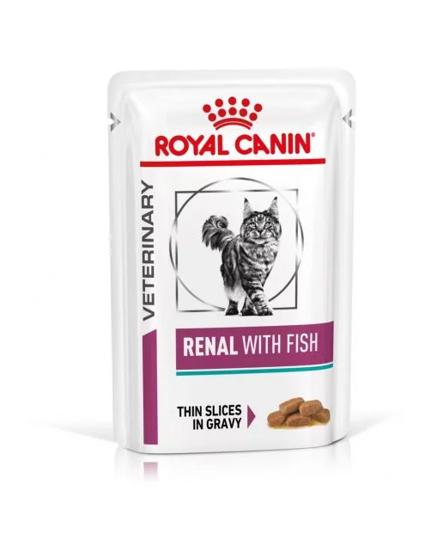 ROYAL CANIN
VETERINARY
RENAL WITH FISH
THIN SLICES
IN GRAVY